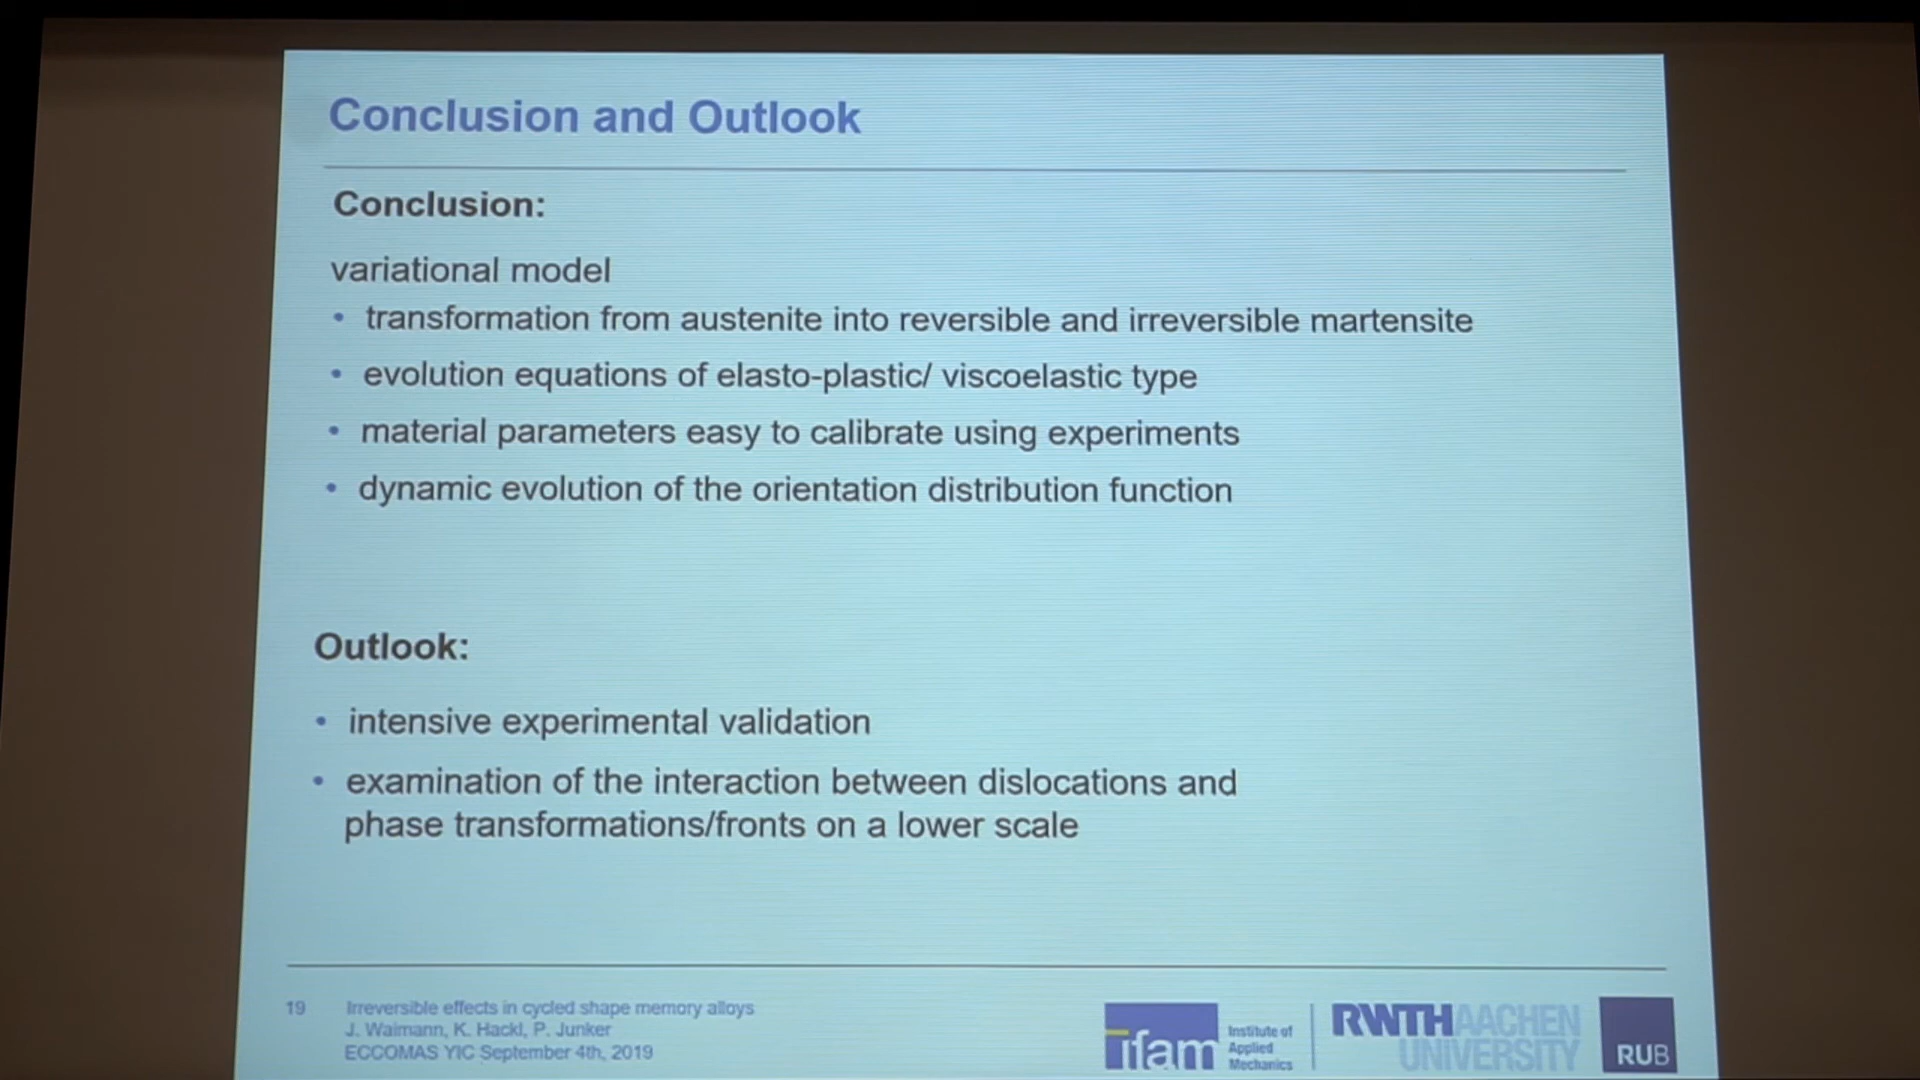 Conclusion and Outlook
Conclusion:
variational model
• transformation from austenite into reversible and irreversible martensite
• evolution equations of elasto-plastic/ viscoelastic type
• material parameters easy to calibrate using experiments
• dynamic evolution of the orientation distribution function
Outlook:
• intensive experimental validation
• examination of the interaction between dislocations and
phase transformations/fronts on a lower scale
19 Irreversible effects in cycled shape memory alloys
J. Waimann, K. Hackl, P. Junker
ECCOMAS YIC September 4th, 2019
ifam
Institute of
Applied
Mechanics
RWTHAACHEN
UNIVERSITY
RUB